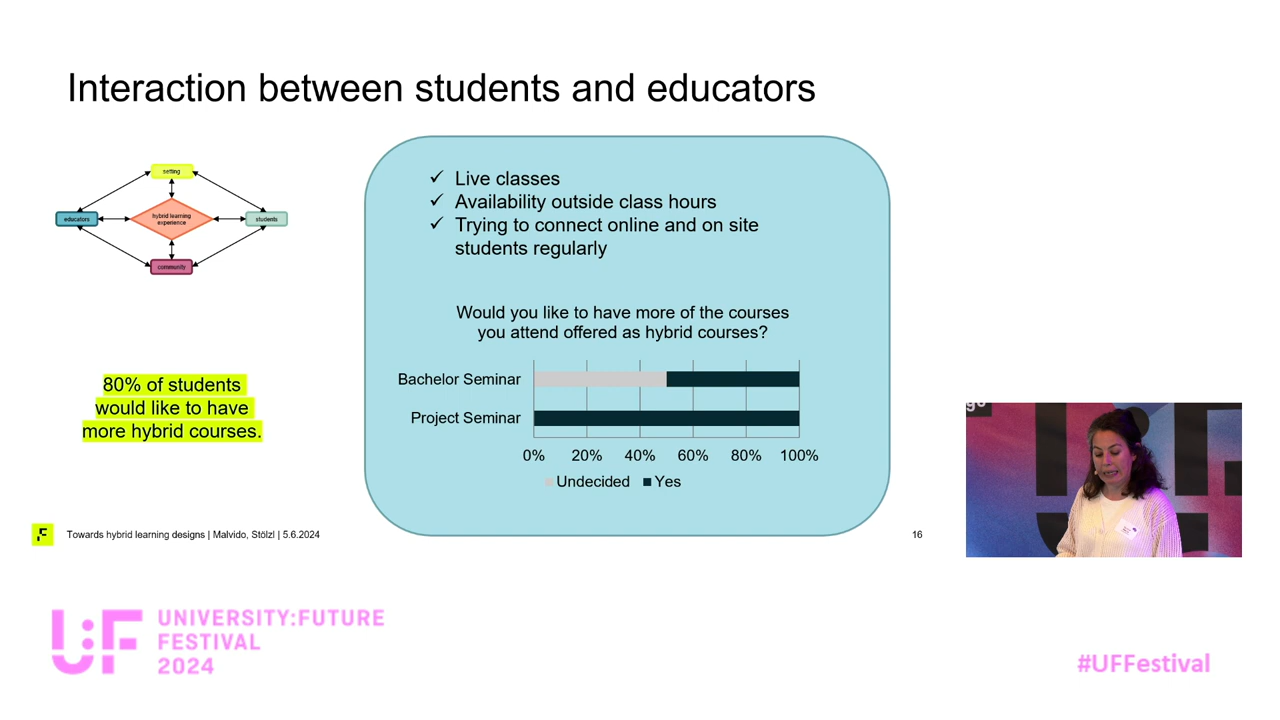 Interaction between students and educators
setting
educators
hybrid learning
experience
students
community
80% of students
would like to have
more hybrid courses.
✓ Live classes
✓ Availability outside class hours
✓ Trying to connect online and on site
students regularly
Would you like to have more of the courses
you attend offered as hybrid courses?
Bachelor Seminar
Project Seminar
0% 20% 40% 60% 80% 100%
Undecided Yes
Towards hybrid learning designs | Malvido, Stölzl | 5.6.2024
16
U:F
UNIVERSITY:FUTURE
FESTIVAL
2024
#UFFestival